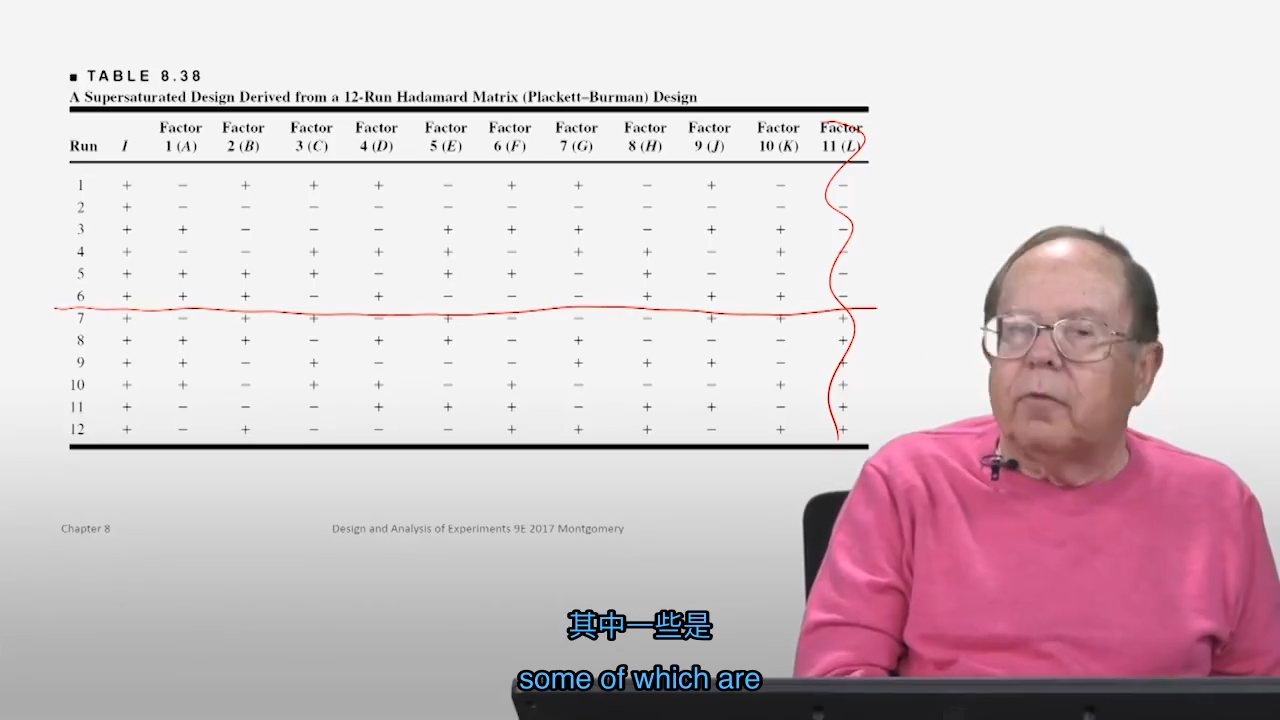 ■ TABLE 8.38
A Supersaturated Design Derived from a 12-Run Hadamard Matrix (Plackett–Burman) Design
Run I Factor 1 (A) Factor 2 (B) Factor 3 (C) Factor 4 (D) Factor 5 (E) Factor 6 (F) Factor 7 (G) Factor 8 (H) Factor 9 (J) Factor 10 (K) Factor 11 (L)
1 + − + + + − + + − + − −
2 + − − − − − − − − − − −
3 + + − − − + + + − + + −
4 + − − + + + − + + − + −
5 + + + + − + + − + − − −
6 + + + − + − − − + + + −
7 + − + + − + − − − + + +
8 + + + − + + − + − − − +
9 + + − + − − − + + + − +
10 + + − + + − + − − − + +
11 + − − − + + + − + + − +
12 + − + − − − + + + − + +
Chapter 8
Design and Analysis of Experiments 9E 2017 Montgomery
其中一些是
some of which are